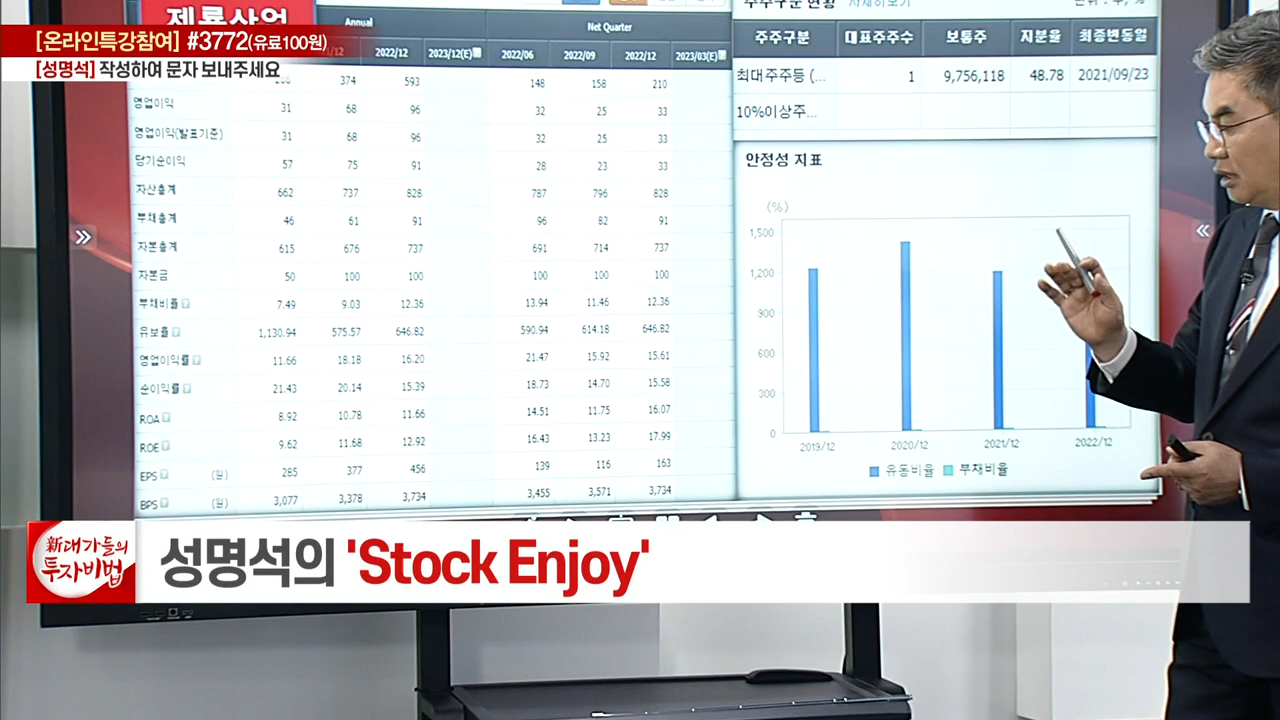 제룡산업
[온라인특강참여] #3772(유료100원)
[성명석] 작성하여 문자 보내주세요
Annual
Net Quarter
/12 2022/12 2023/12(E) 2022/06 2022/09 2022/12 2023/03(E)
374 593 148 158 210
영업이익 31 68 96 32 25 33
영업이익(발표기준) 31 68 96 32 25 33
당기순이익 57 75 91 28 23 33
자산총계 662 737 828 787 796 828
부채총계 46 61 91 96 82 91
자본총계 615 676 737 691 714 737
자본금 50 100 100 100 100 100
부채비율 7.49 9.03 12.36 13.94 11.46 12.36
유보율 1,130.94 575.57 646.82 590.94 614.18 646.82
영업이익률 11.66 18.18 16.20 21.47 15.92 15.61
순이익률 21.43 20.14 15.39 18.73 14.70 15.58
ROA 8.92 10.78 11.66 14.51 11.75 16.07
ROE 9.62 11.68 12.92 16.43 13.23 17.99
EPS (원) 285 377 456 139 116 163
BPS (원) 3,077 3,378 3,734 3,455 3,571 3,734
주주구분 현황 자세히보기
주주구분 대표주주수 보통주 지분율 최종변동일
최대주주등 (... 1 9,756,118 48.78 2021/09/23
10%이상주...
안정성 지표
(%)
1,500
1,200
900
600
300
0
2019/12 2020/12 2021/12 2022/12
유동비율 부채비율
新대가들의
투자비법
성명석의 'Stock Enjoy'